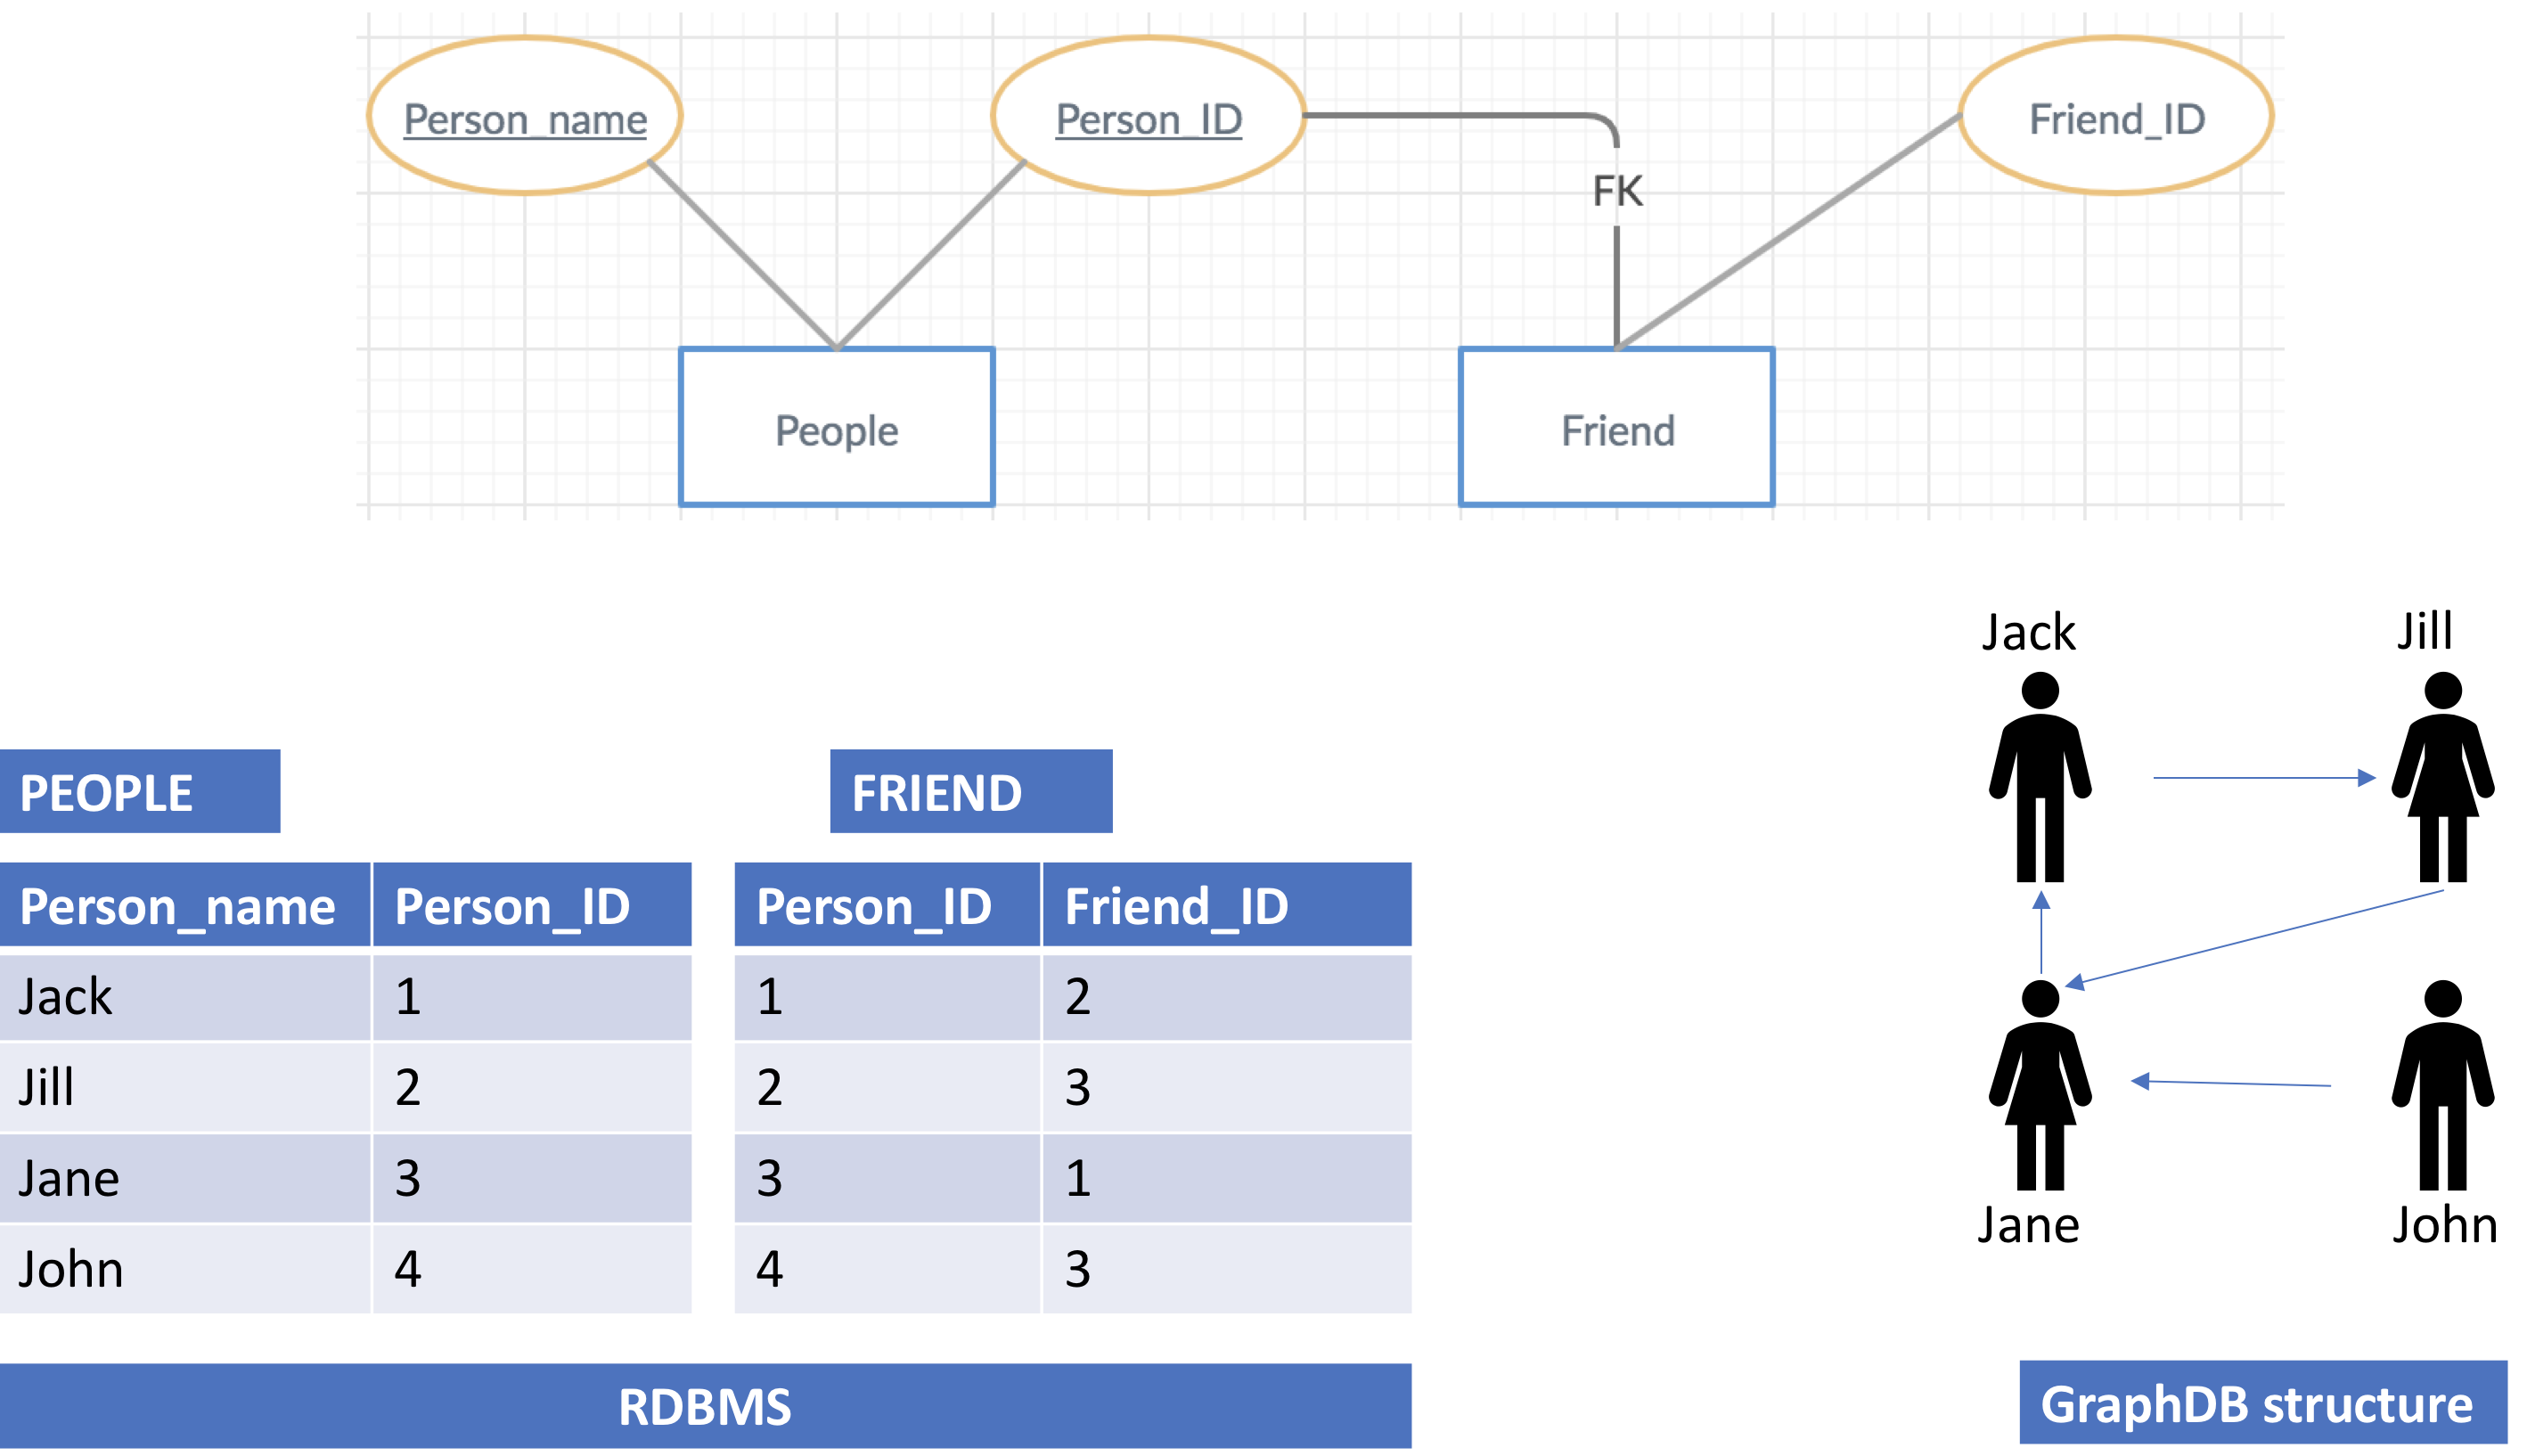 Person_name
Person_ID
Friend_ID
FK
People
Friend
Jack
Jill
PEOPLE
FRIEND
Person_name Person_ID
Person_ID Friend_ID
Jack 1
1 2
Jill 2
2 3
Jane 3
3 1
John 4
4 3
Jane
John
RDBMS
GraphDB structure